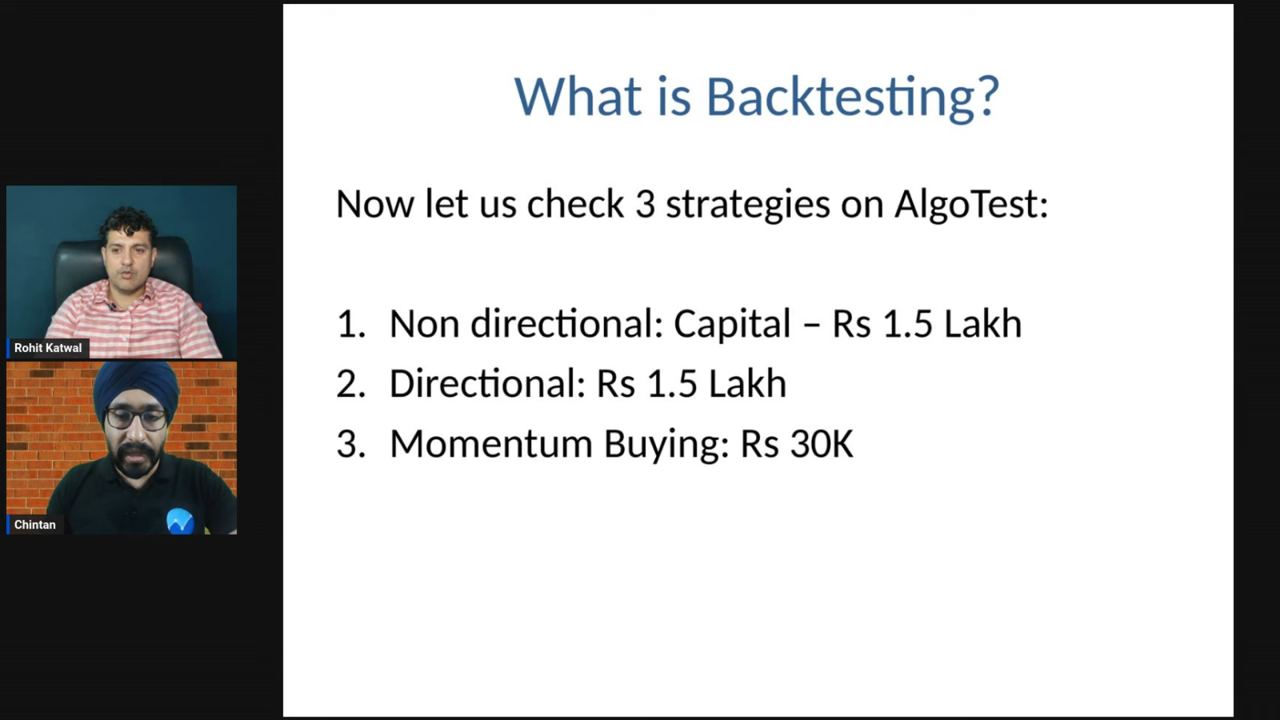 What is Backtesting?
Now let us check 3 strategies on AlgoTest:
1. Non directional: Capital – Rs 1.5 Lakh
2. Directional: Rs 1.5 Lakh
3. Momentum Buying: Rs 30K
Rohit Katwal
Chintan